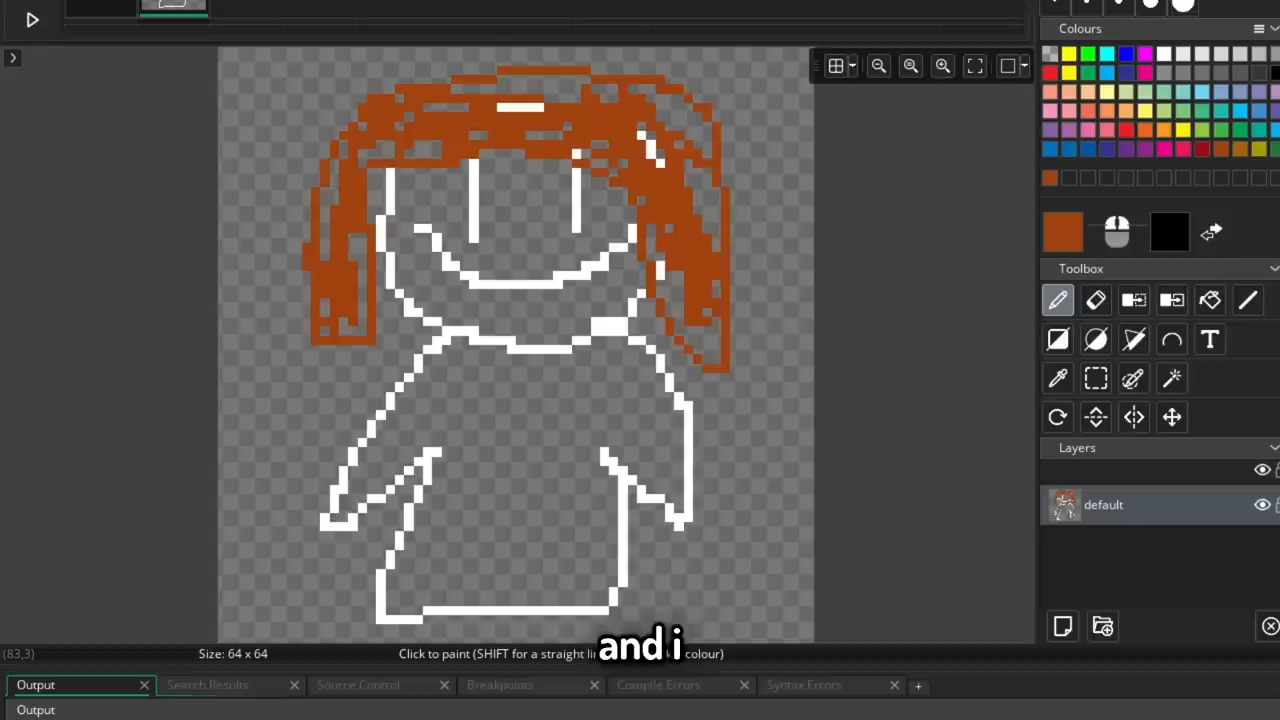 Colours
Toolbox
T
Layers
default
(83,3)
Size: 64 x 64
Click to paint (SHIFT for a straight li
colour)
and i
Output
Search Results
Source Control
Breakpoints
Compile Errors
Syntax Errors
+
Output